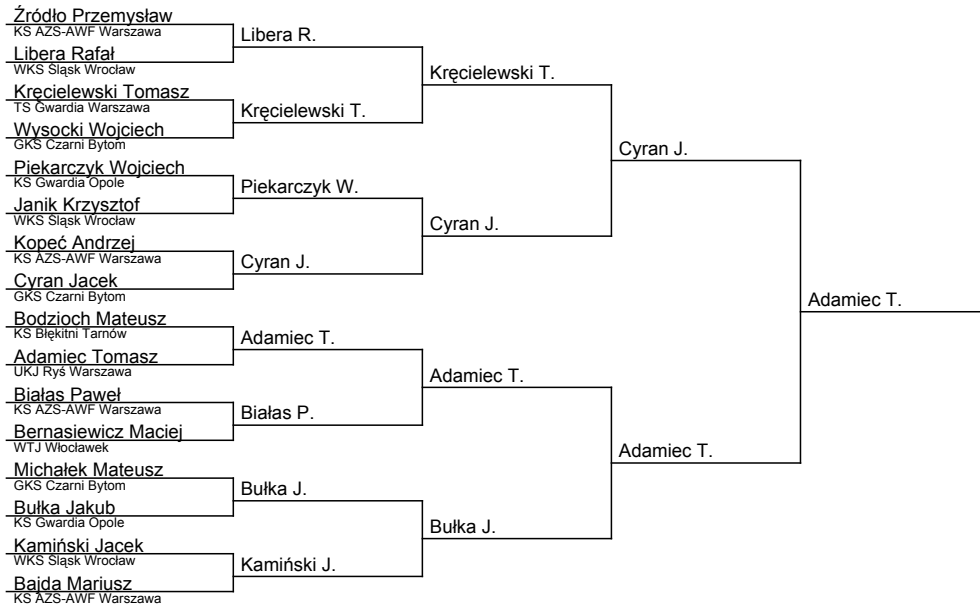 Źródło Przemysław
KS AZS-AWF Warszawa
Libera Rafał
WKS Śląsk Wrocław
Kręcielewski Tomasz
TS Gwardia Warszawa
Wysocki Wojciech
GKS Czarni Bytom
Piekarczyk Wojciech
KS Gwardia Opole
Janik Krzysztof
WKS Śląsk Wrocław
Kopeć Andrzej
KS AZS-AWF Warszawa
Cyran Jacek
GKS Czarni Bytom
Bodzioch Mateusz
KS Błękitni Tarnów
Adamiec Tomasz
UKJ Ryś Warszawa
Białas Paweł
KS AZS-AWF Warszawa
Bernasiewicz Maciej
WTJ Włocławek
Michałek Mateusz
GKS Czarni Bytom
Bułka Jakub
KS Gwardia Opole
Kamiński Jacek
WKS Śląsk Wrocław
Bajda Mariusz
KS AZS-AWF Warszawa
Libera R.
Kręcielewski T.
Piekarczyk W.
Cyran J.
Adamiec T.
Białas P.
Bułka J.
Kamiński J.
Kręcielewski T.
Cyran J.
Adamiec T.
Bułka J.
Cyran J.
Adamiec T.
Adamiec T.